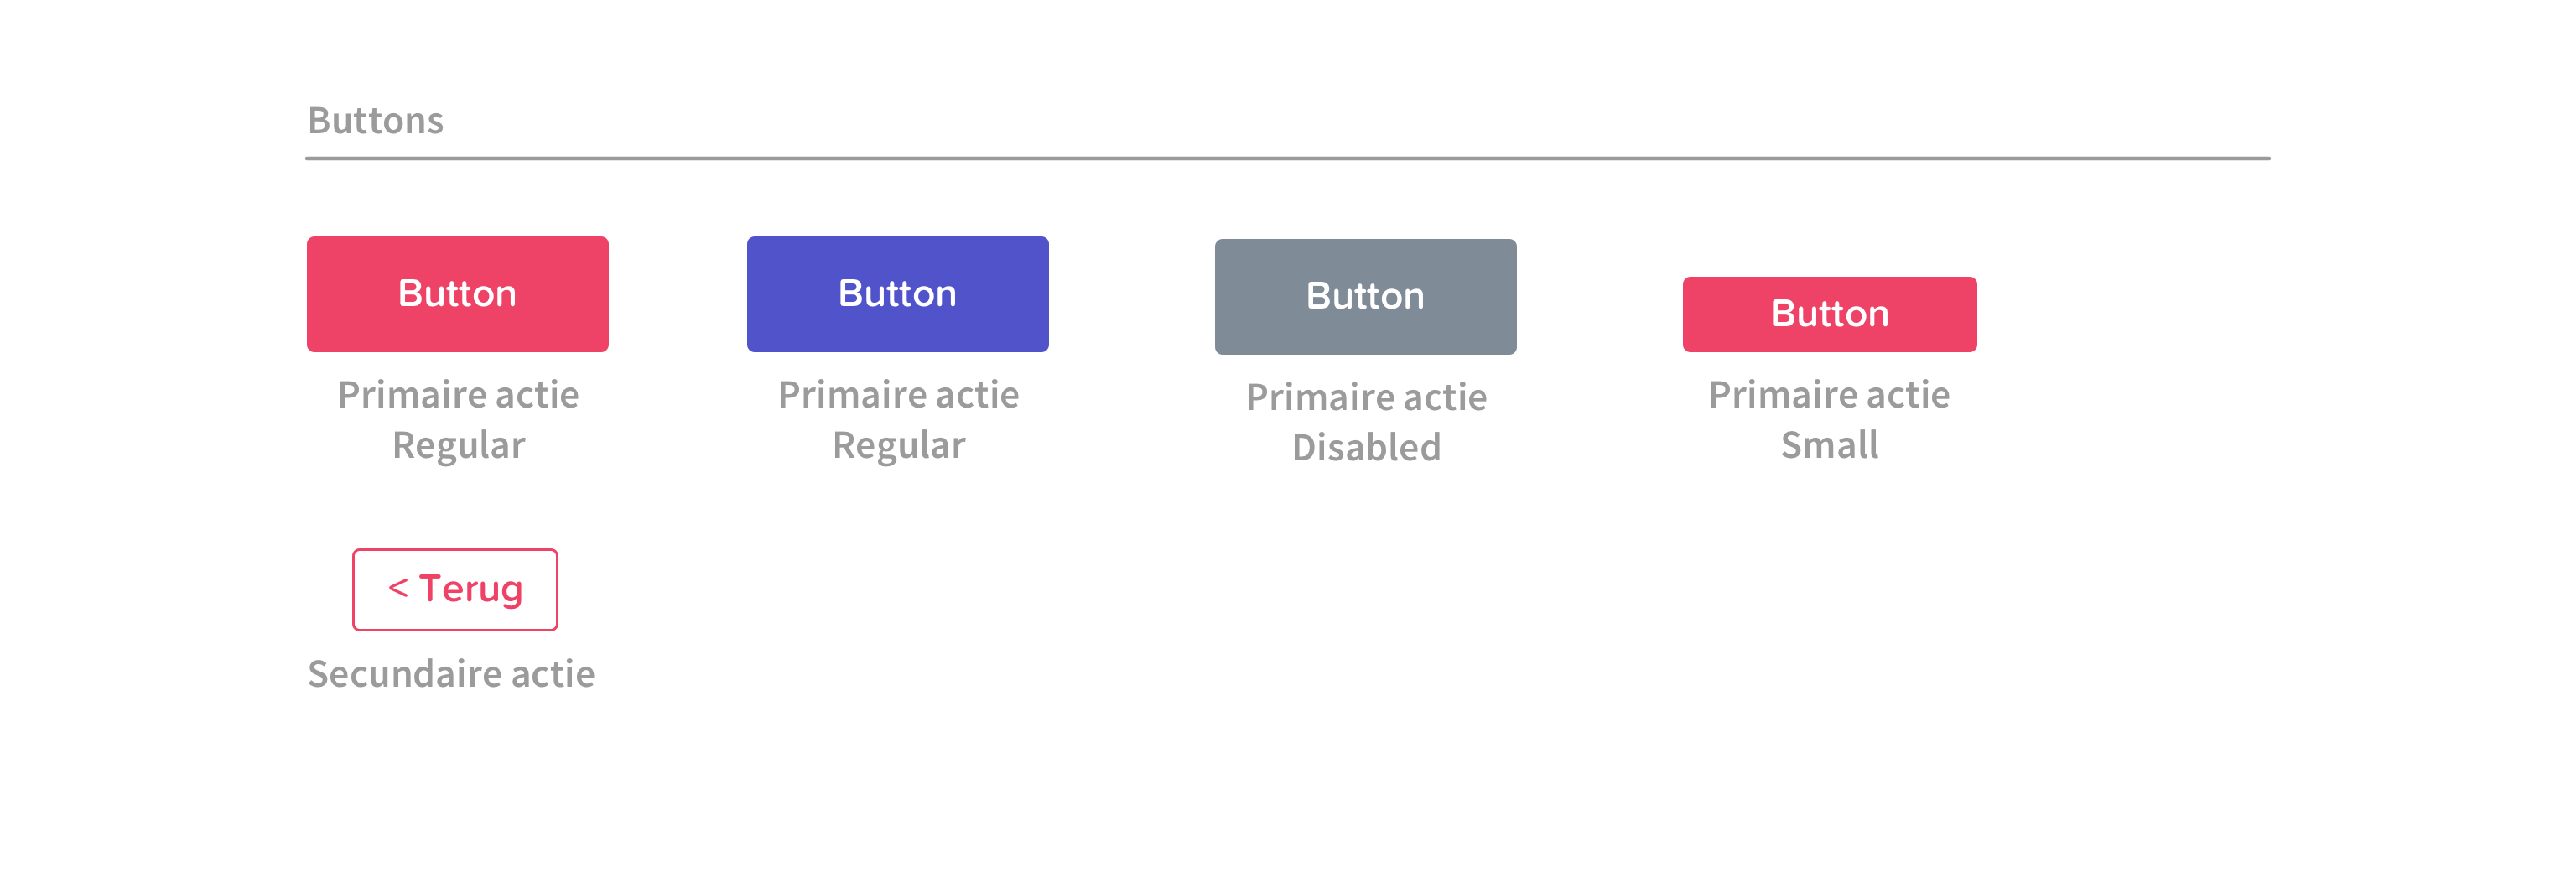 Buttons
Button
Primaire actie
Regular
Button
Primaire actie
Regular
Button
Primaire actie
Disabled
Button
Primaire actie
Small
< Terug
Secundaire actie